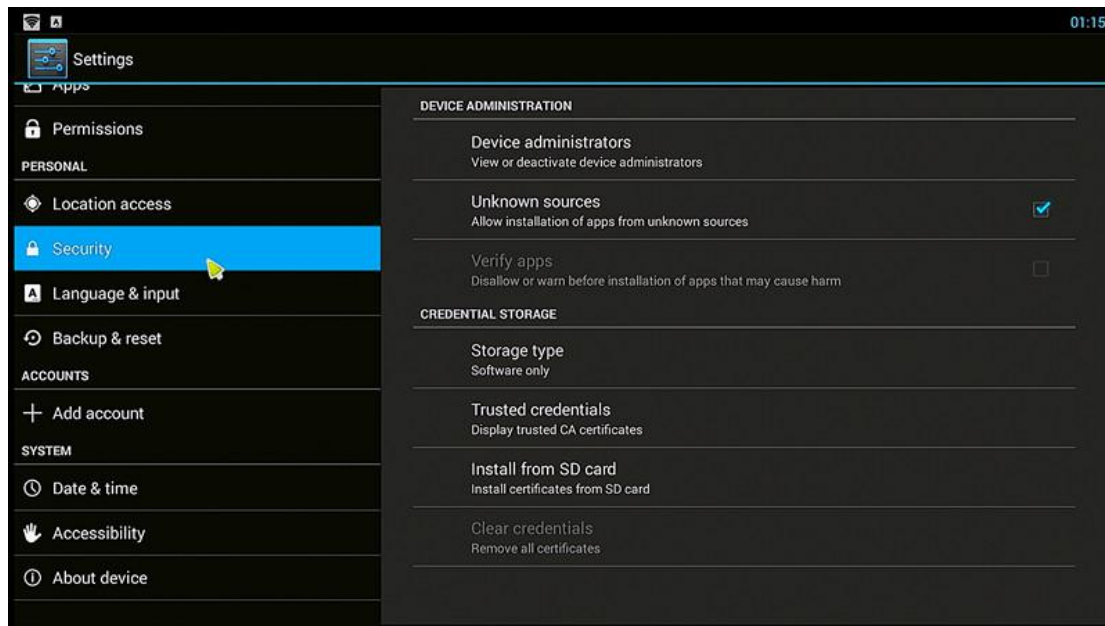 01:15
Settings
Apps
Permissions
PERSONAL
Location access
Security
Language & input
Backup & reset
ACCOUNTS
Add account
SYSTEM
Date & time
Accessibility
About device
DEVICE ADMINISTRATION
Device administrators
View or deactivate device administrators
Unknown sources
Allow installation of apps from unknown sources
Verify apps
Disallow or warn before installation of apps that may cause harm
CREDENTIAL STORAGE
Storage type
Software only
Trusted credentials
Display trusted CA certificates
Install from SD card
Install certificates from SD card
Clear credentials
Remove all certificates